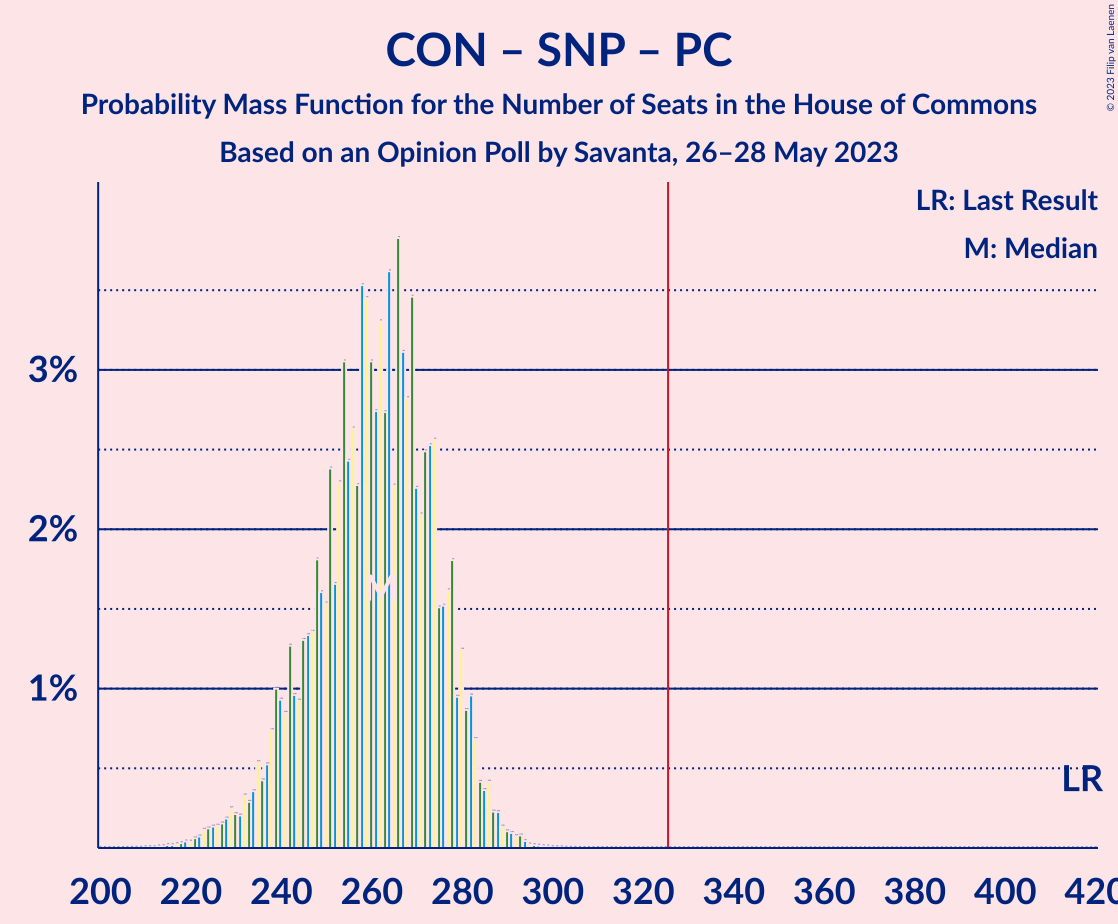 CON – SNP – PC
Probability Mass Function for the Number of Seats in the House of Commons
Based on an Opinion Poll by Savanta, 26–28 May 2023
© 2023 Filip van Laenen
LR: Last Result
M: Median
3%
2%
1%
M
LR
200 220 240 260 280 300 320 340 360 380 400 420